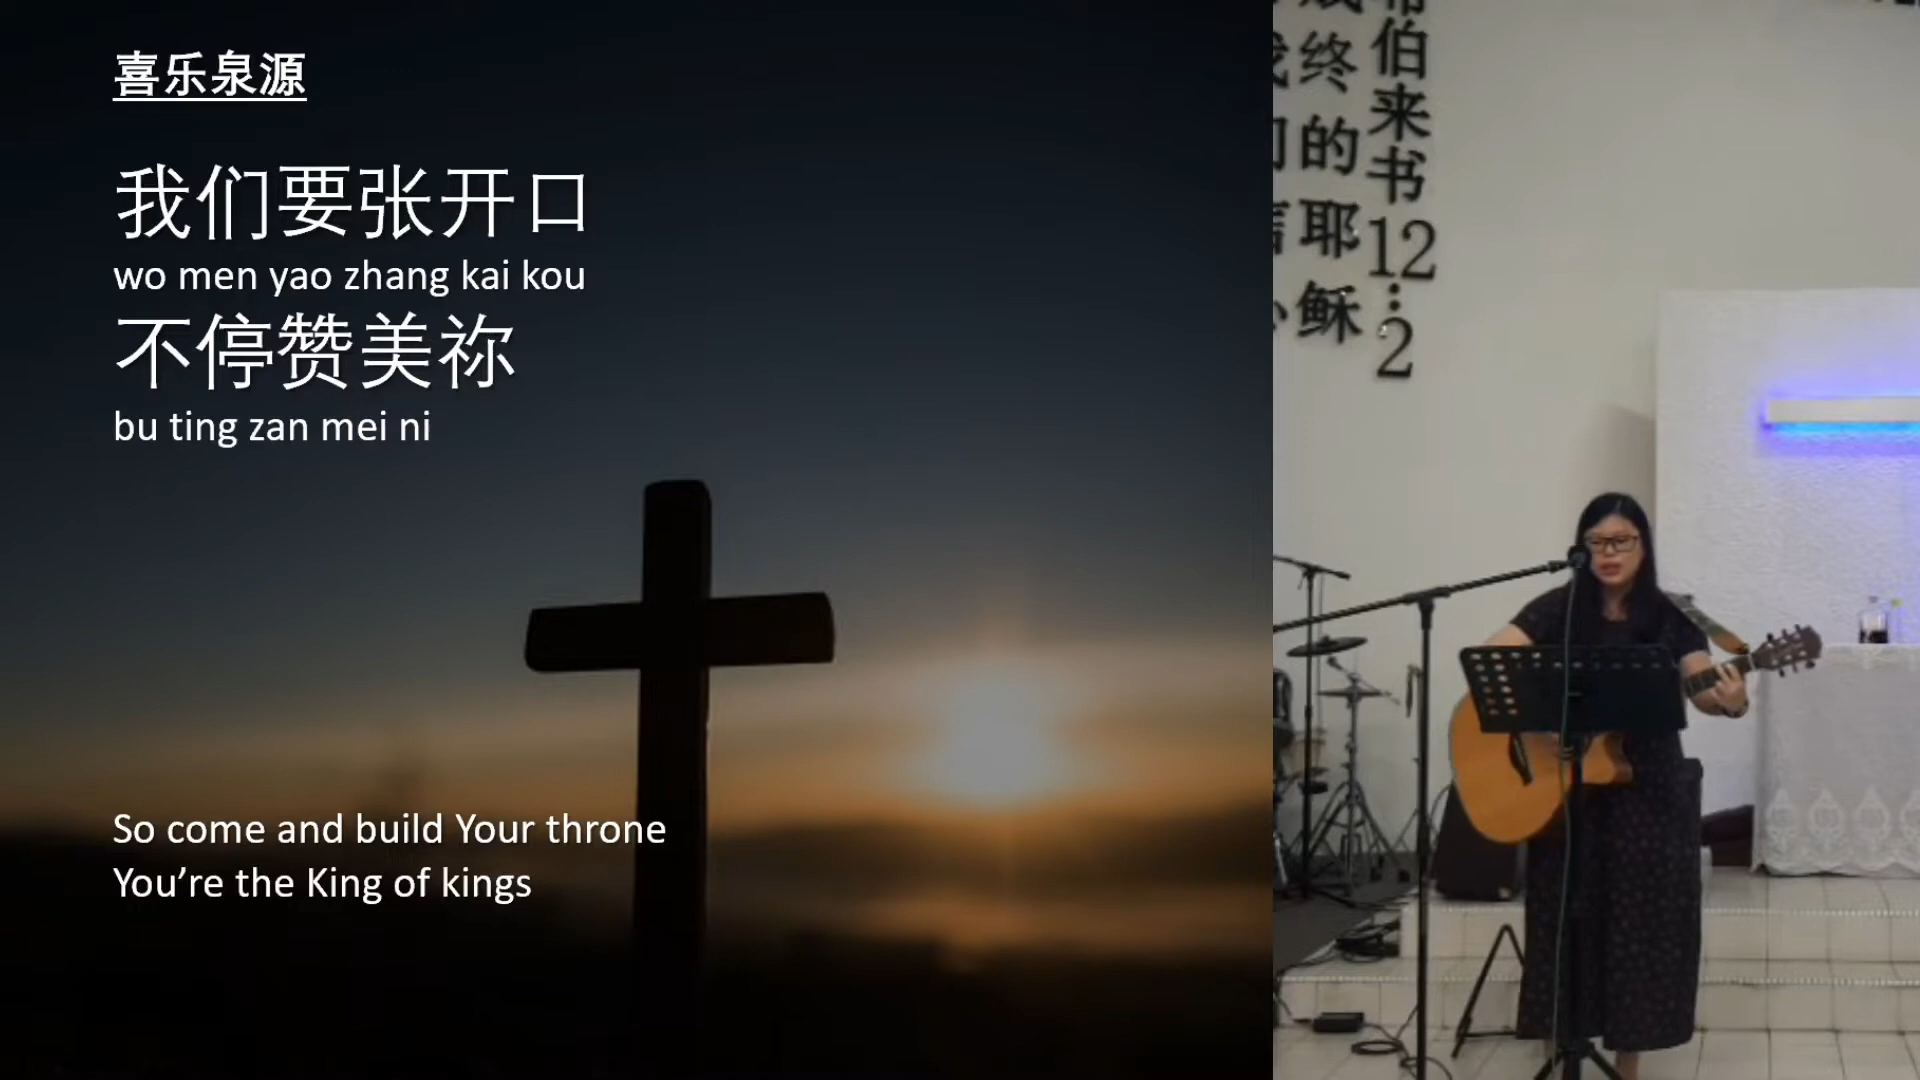 喜乐泉源
我们要张开口
wo men yao zhang kai kou
不停赞美祢
bu ting zan mei ni
So come and build Your throne
You’re the King of kings
伯来书12:2
终的耶稣